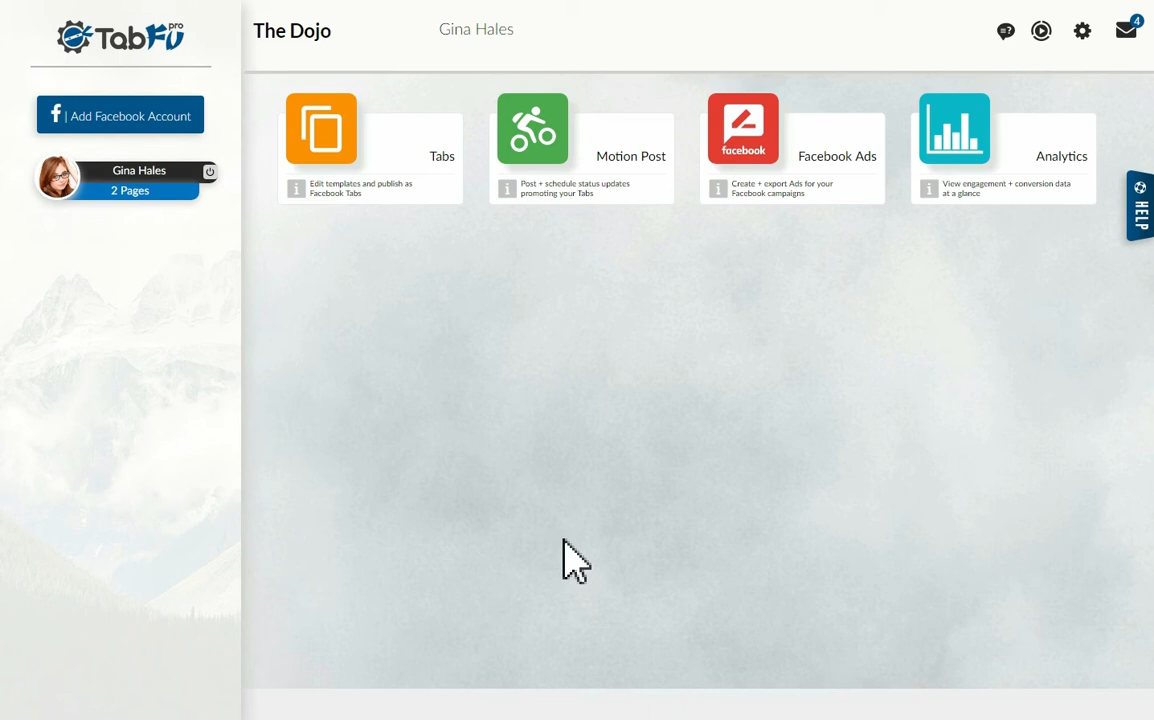 TabFu pro
The Dojo
Gina Hales
4
f | Add Facebook Account
Gina Hales
2 Pages
Tabs
Edit templates and publish as
Facebook Tabs
Motion Post
Post + schedule status updates
promoting your Tabs
facebook
Facebook Ads
Create + export Ads for your
Facebook campaigns
Analytics
View engagement + conversion data
at a glance
HELP